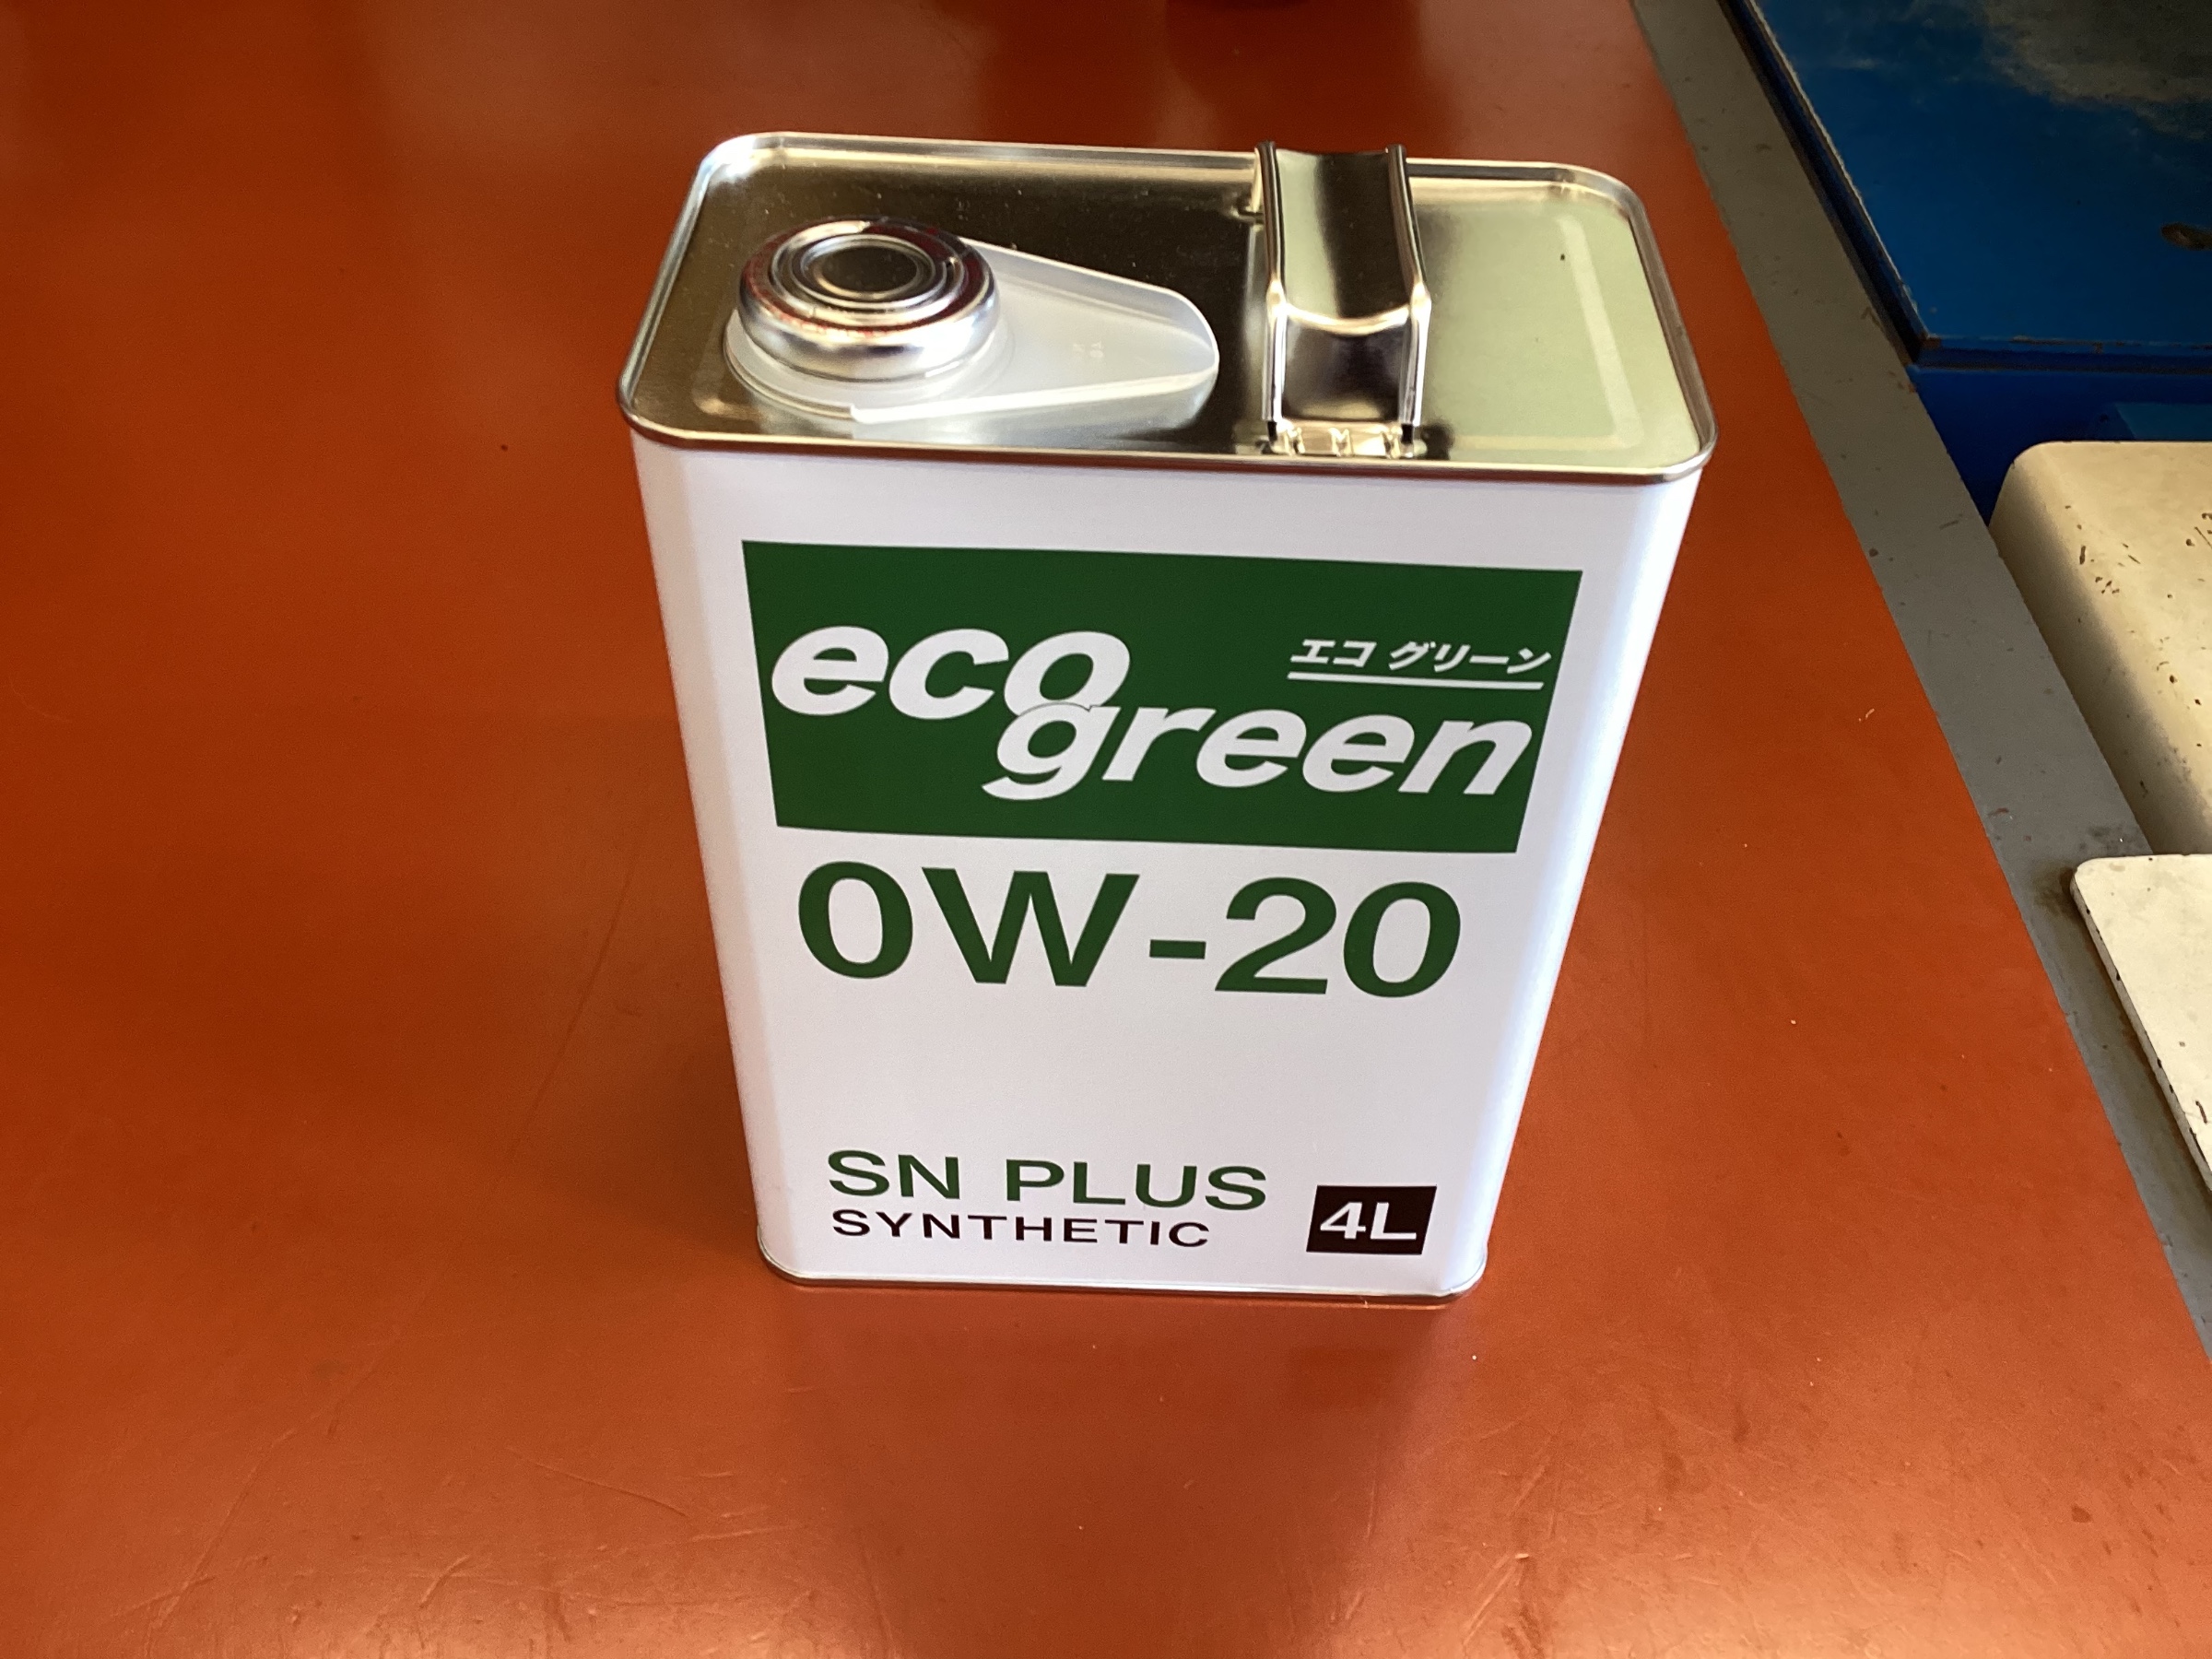 eco
エコ グリーン
green
0W-20
SN PLUS
SYNTHETIC
4L